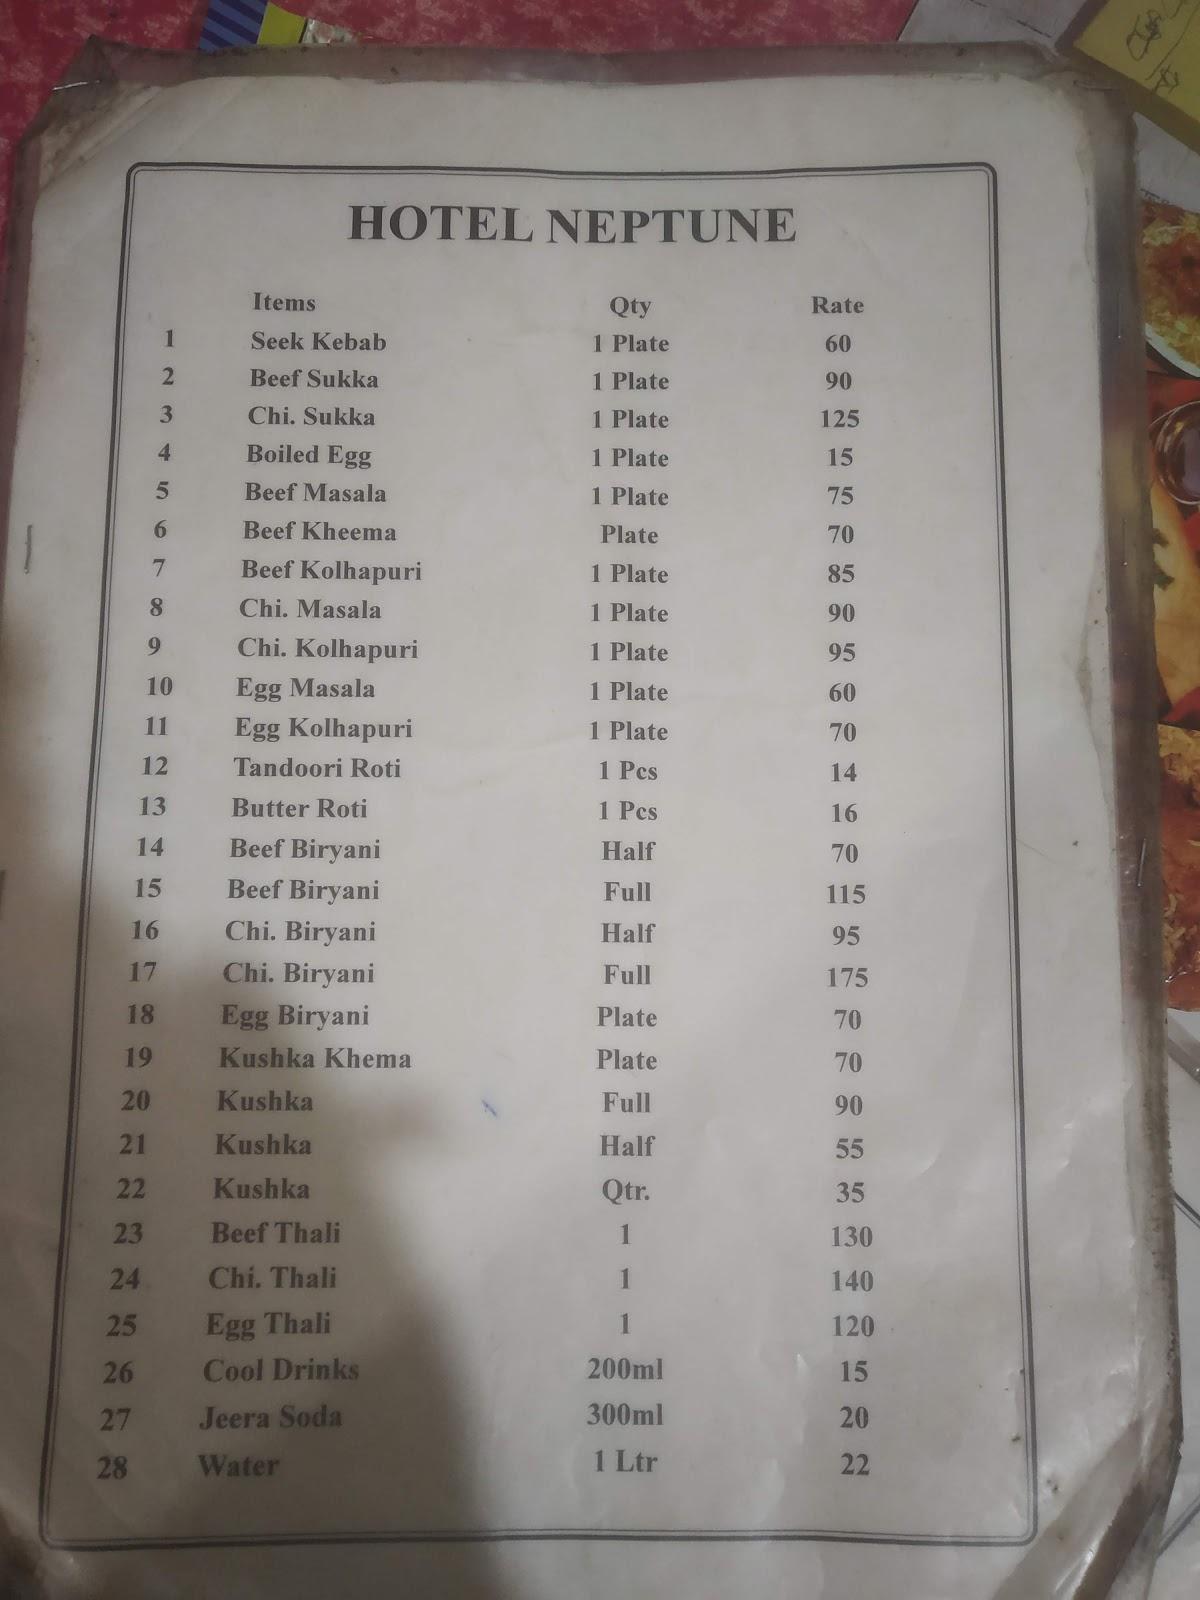 HOTEL NEPTUNE
Items Qty Rate
1 Seek Kebab 1 Plate 60
2 Beef Sukka 1 Plate 90
3 Chi. Sukka 1 Plate 125
4 Boiled Egg 1 Plate 15
5 Beef Masala 1 Plate 75
6 Beef Kheema Plate 70
7 Beef Kolhapuri 1 Plate 85
8 Chi. Masala 1 Plate 90
9 Chi. Kolhapuri 1 Plate 95
10 Egg Masala 1 Plate 60
11 Egg Kolhapuri 1 Plate 70
12 Tandoori Roti 1 Pcs 14
13 Butter Roti 1 Pcs 16
14 Beef Biryani Half 70
15 Beef Biryani Full 115
16 Chi. Biryani Half 95
17 Chi. Biryani Full 175
18 Egg Biryani Plate 70
19 Kushka Khema Plate 70
20 Kushka Full 90
21 Kushka Half 55
22 Kushka Qtr. 35
23 Beef Thali 1 130
24 Chi. Thali 1 140
25 Egg Thali 1 120
26 Cool Drinks 200ml 15
27 Jeera Soda 300ml 20
28 Water 1 Ltr 22